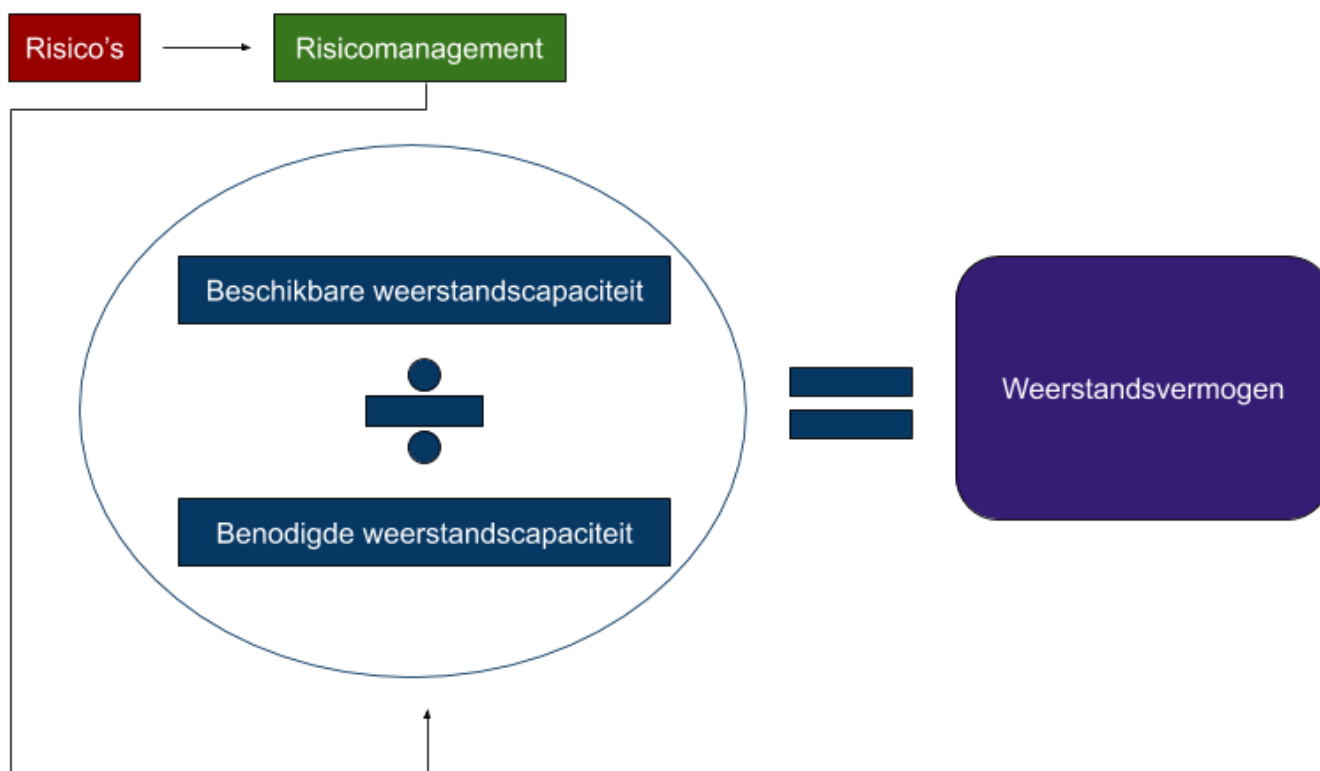 Risico’s
Risicomanagement
Beschikbare weerstandscapaciteit
Benodigde weerstandscapaciteit
Weerstandsvermogen